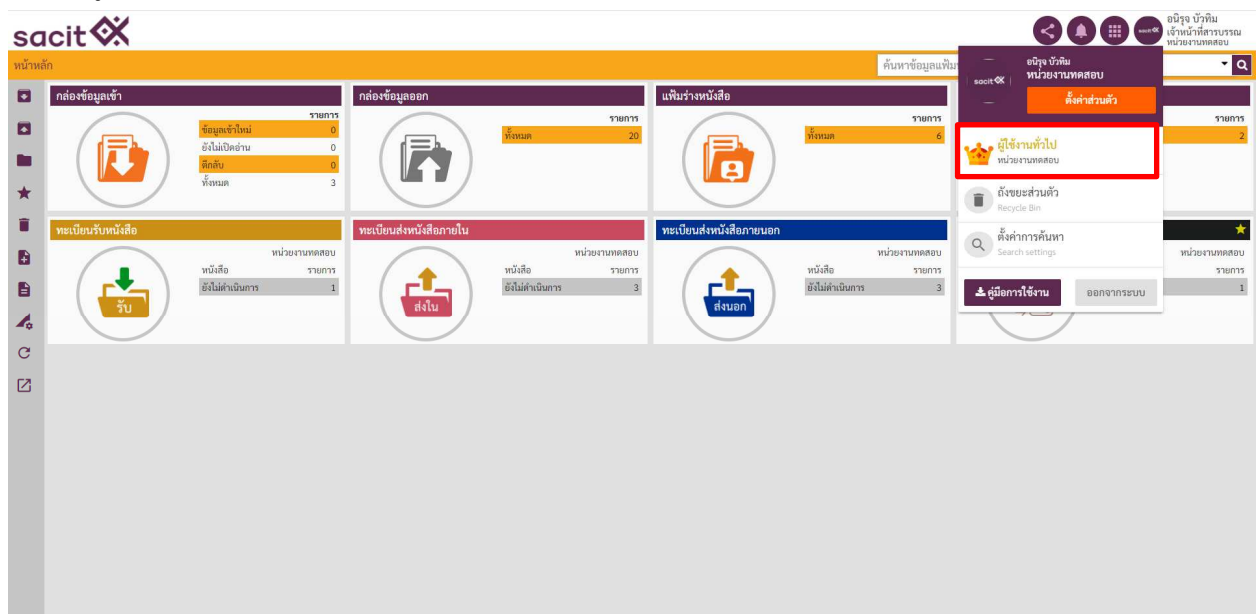 sacit
อนิรุจ บัวทิม
เจ้าหน้าที่สารบรรณ
หน่วยงานทดสอบ
หน้าหลัก
ค้นหาข้อมูลแฟ้ม
sacit
อนิรุจ บัวทิม
หน่วยงานทดสอบ
ตั้งค่าส่วนตัว
ผู้ใช้งานทั่วไป
หน่วยงานทดสอบ
ถังขยะส่วนตัว
Recycle Bin
ตั้งค่าการค้นหา
Search settings
คู่มือการใช้งาน
ออกจากระบบ
กล่องข้อมูลเข้า
รายการ
ข้อมูลเข้าใหม่ 0
ยังไม่เปิดอ่าน 0
ตีกลับ 0
ทั้งหมด 3
กล่องข้อมูลออก
รายการ
ทั้งหมด 20
แฟ้มร่างหนังสือ
รายการ
ทั้งหมด 6
รายการ
2
ทะเบียนรับหนังสือ
หน่วยงานทดสอบ
หนังสือ รายการ
ยังไม่ดำเนินการ 1
รับ
ทะเบียนส่งหนังสือภายใน
หน่วยงานทดสอบ
หนังสือ รายการ
ยังไม่ดำเนินการ 3
ส่งใน
ทะเบียนส่งหนังสือภายนอก
หน่วยงานทดสอบ
หนังสือ รายการ
ยังไม่ดำเนินการ 3
ส่งนอก
หน่วยงานทดสอบ
รายการ
1